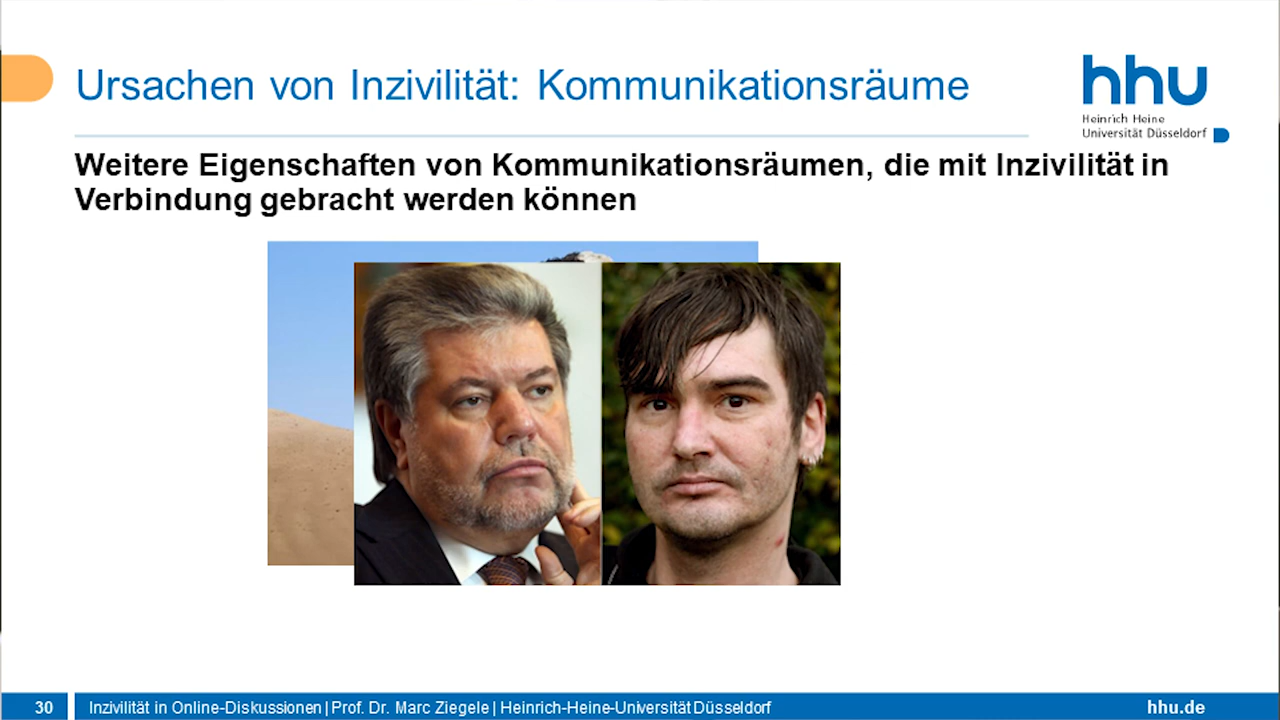 Ursachen von Inzivilität: Kommunikationsräume
hhu
Heinrich Heine
Universität Düsseldorf
Weitere Eigenschaften von Kommunikationsräumen, die mit Inzivilität in
Verbindung gebracht werden können
30 Inzivilität in Online-Diskussionen | Prof. Dr. Marc Ziegele | Heinrich-Heine-Universität Düsseldorf hhu.de